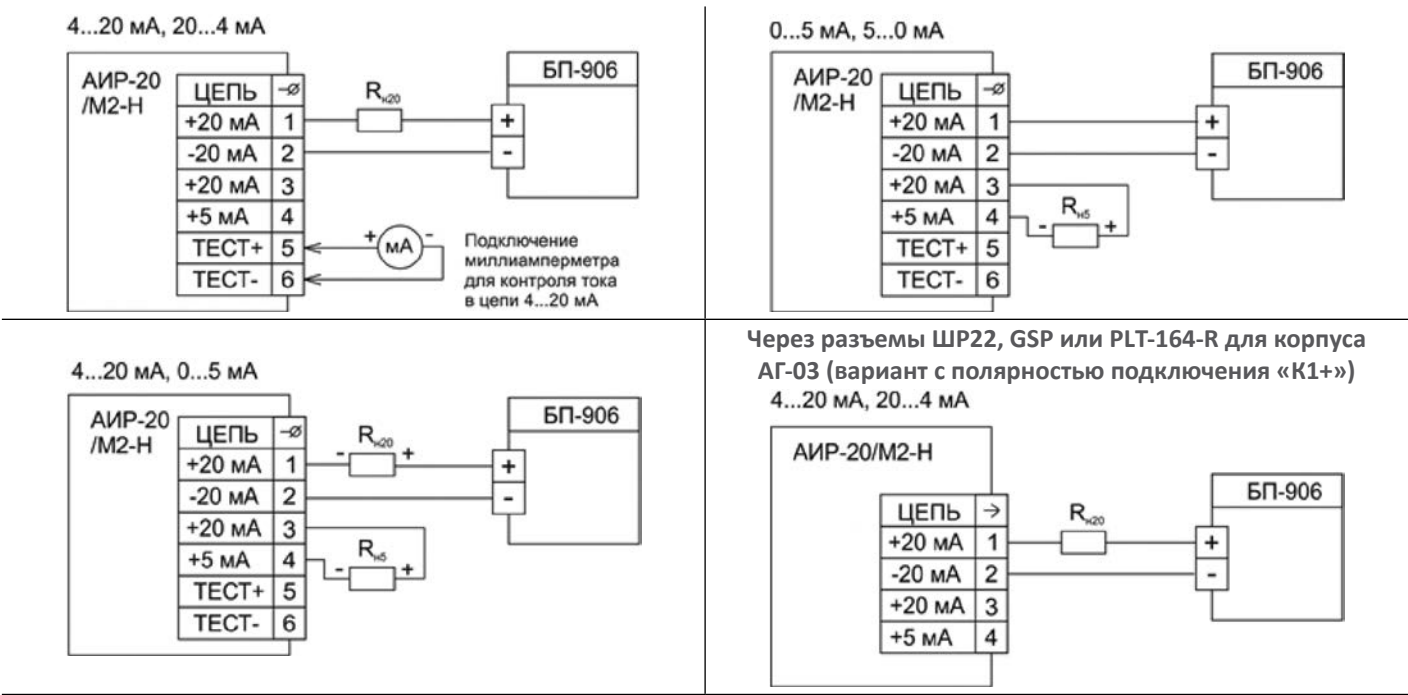 4...20 мА, 20...4 мА
АИР-20
/М2-Н
ЦЕПЬ
+20 мА 1
-20 мА 2
+20 мА 3
+5 мА 4
ТЕСТ+ 5
ТЕСТ- 6
Rн20
БП-906
+
-
+ мА -
Подключение
миллиамперметра
для контроля тока
в цепи 4...20 мА
0...5 мА, 5...0 мА
АИР-20
/М2-Н
ЦЕПЬ
+20 мА 1
-20 мА 2
+20 мА 3
+5 мА 4
ТЕСТ+ 5
ТЕСТ- 6
- Rн5 +
БП-906
+
-
4...20 мА, 0...5 мА
АИР-20
/М2-Н
ЦЕПЬ
+20 мА 1
-20 мА 2
+20 мА 3
+5 мА 4
ТЕСТ+ 5
ТЕСТ- 6
- Rн20 +
- Rн5 +
БП-906
+
-
Через разъемы ШР22, GSP или PLT-164-R для корпуса
АГ-03 (вариант с полярностью подключения «К1+»)
4...20 мА, 20...4 мА
АИР-20/М2-Н
ЦЕПЬ →
+20 мА 1
-20 мА 2
+20 мА 3
+5 мА 4
Rн20
БП-906
+
-